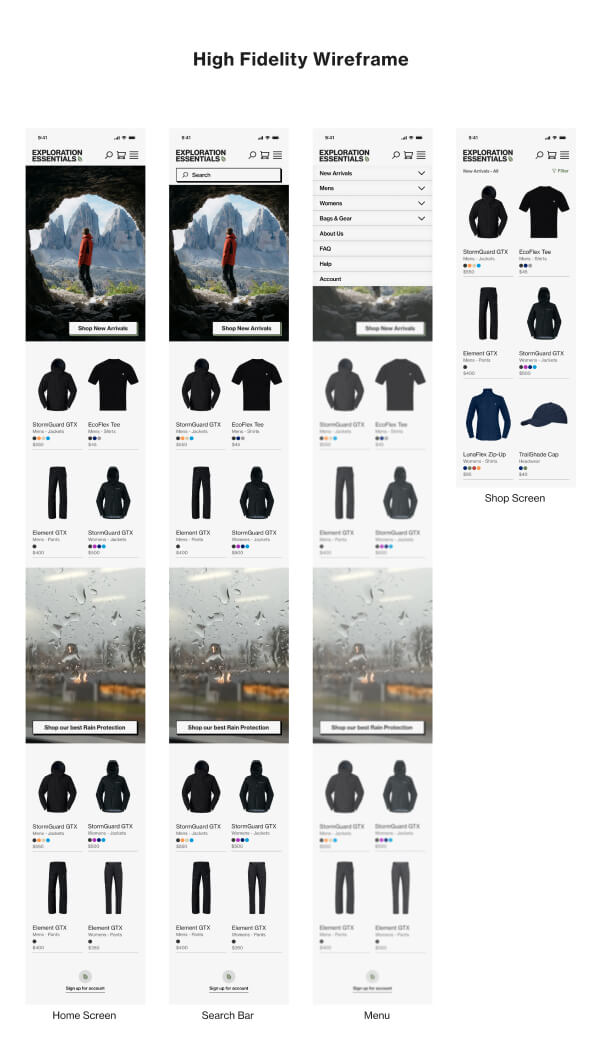 High Fidelity Wireframe
9:41
EXPLORATION
ESSENTIALS
Shop New Arrivals
StormGuard GTX EcoFlex Tee
Mens - Jackets Mens - Shirts
$550 $45
Element GTX StormGuard GTX
Mens - Pants Womens - Jackets
$400 $500
Shop our best Rain Protection
StormGuard GTX StormGuard GTX
Mens - Jackets Womens - Jackets
$550 $500
Element GTX Element GTX
Mens - Pants Womens - Pants
$400
Sign up for account
Home Screen
9:41
EXPLORATION
ESSENTIALS
Search
Shop New Arrivals
StormGuard GTX EcoFlex Tee
Mens - Jackets Mens - Shirts
$550 $45
Element GTX StormGuard GTX
Mens - Pants Womens - Jackets
$400 $500
Shop our best Rain Protection
StormGuard GTX StormGuard GTX
Mens - Jackets Womens - Jackets
$550 $500
Element GTX Element GTX
Mens - Pants Womens - Pants
$400
Sign up for account
Search Bar
9:41
EXPLORATION
ESSENTIALS
New Arrivals
Mens
Womens
Bags & Gear
About Us
FAQ
Help
Account
Shop New Arrivals
StormGuard GTX EcoFlex Tee
Mens - Jackets Mens - Shirts
$550 $45
Element GTX StormGuard GTX
Mens - Pants Womens - Jackets
$400 $500
Shop our best Rain Protection
StormGuard GTX StormGuard GTX
Mens - Jackets Womens - Jackets
$550 $500
Element GTX Element GTX
Mens - Pants Womens - Pants
$400
Sign up for account
Menu
9:41
EXPLORATION
ESSENTIALS
New Arrivals - All Filter
StormGuard GTX EcoFlex Tee
Mens - Jackets Mens - Shirts
$550 $45
Element GTX StormGuard GTX
Mens - Pants Womens - Jackets
$400 $500
LunaFlex Zip-Up TrailShade Cap
Womens - Shirts Headwear
$40
Shop Screen